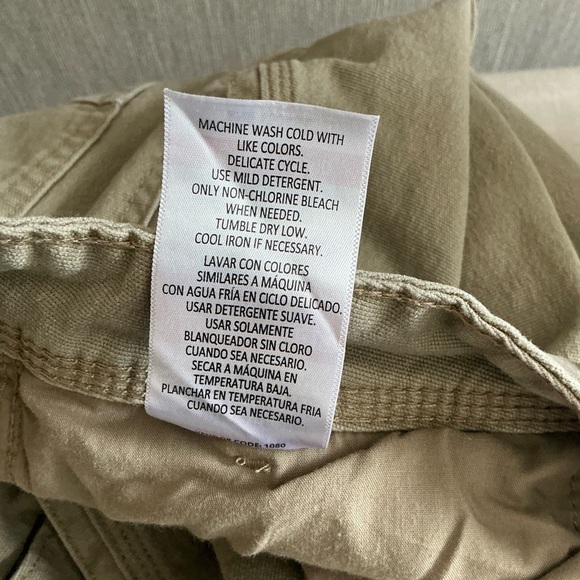 MACHINE WASH COLD WITH
LIKE COLORS.
DELICATE CYCLE.
USE MILD DETERGENT.
ONLY NON-CHLORINE BLEACH
WHEN NEEDED.
TUMBLE DRY LOW.
COOL IRON IF NECESSARY.
LAVAR CON COLORES
SIMILARES A MÁQUINA
CON AGUA FRÍA EN CICLO DELICADO.
USAR DETERGENTE SUAVE.
USAR SOLAMENTE
BLANQUEADOR SIN CLORO
CUANDO SEA NECESARIO.
SECAR A MÁQUINA EN
TEMPERATURA BAJA.
PLANCHAR EN TEMPERATURA FRIA
CUANDO SEA NECESARIO.
CODE: 1080